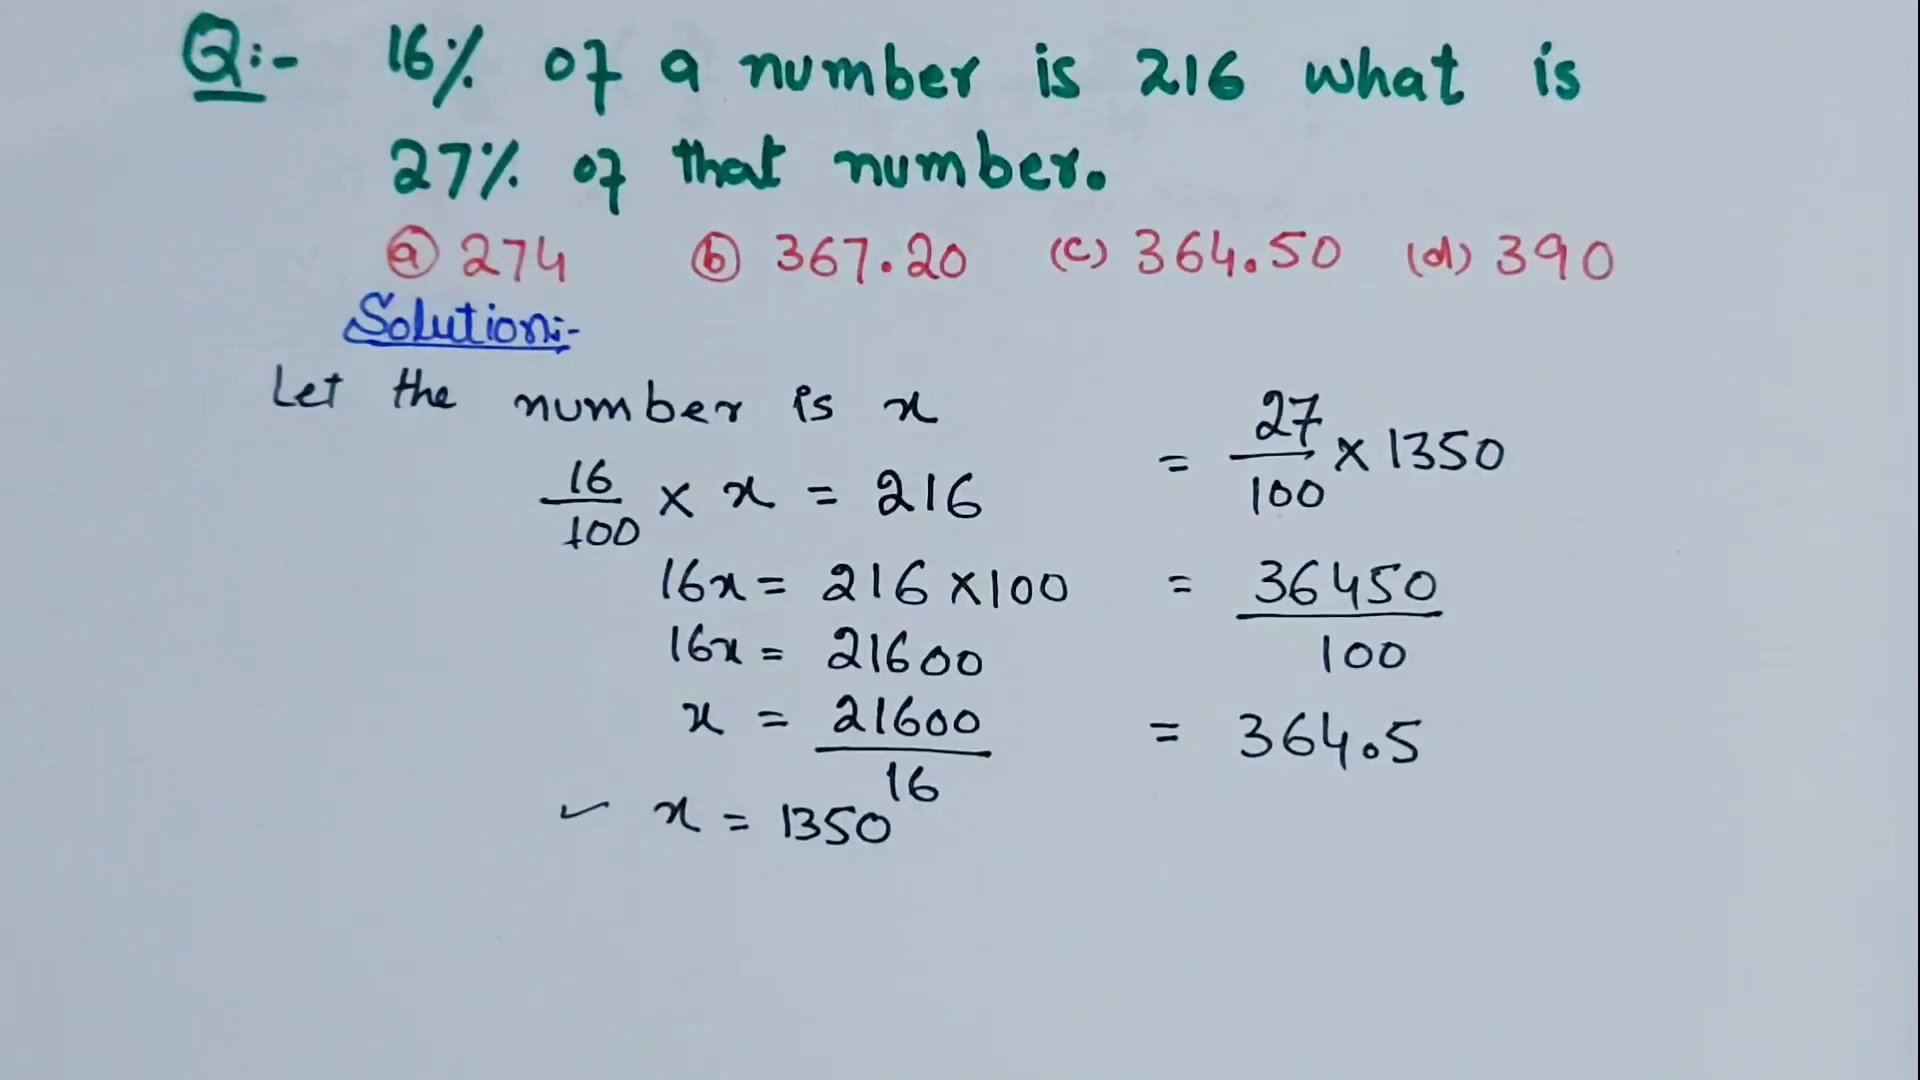 Q:- 16% of a number is 216 what is
27% of that number.
(a) 274 (b) 367.20 (c) 364.50 (d) 390
Solution:-
Let the number is x
16/100 × x = 216
16x = 216 × 100
16x = 21600
x = 21600/16
✓ x = 1350
= 27/100 × 1350
= 36450/100
= 364.5